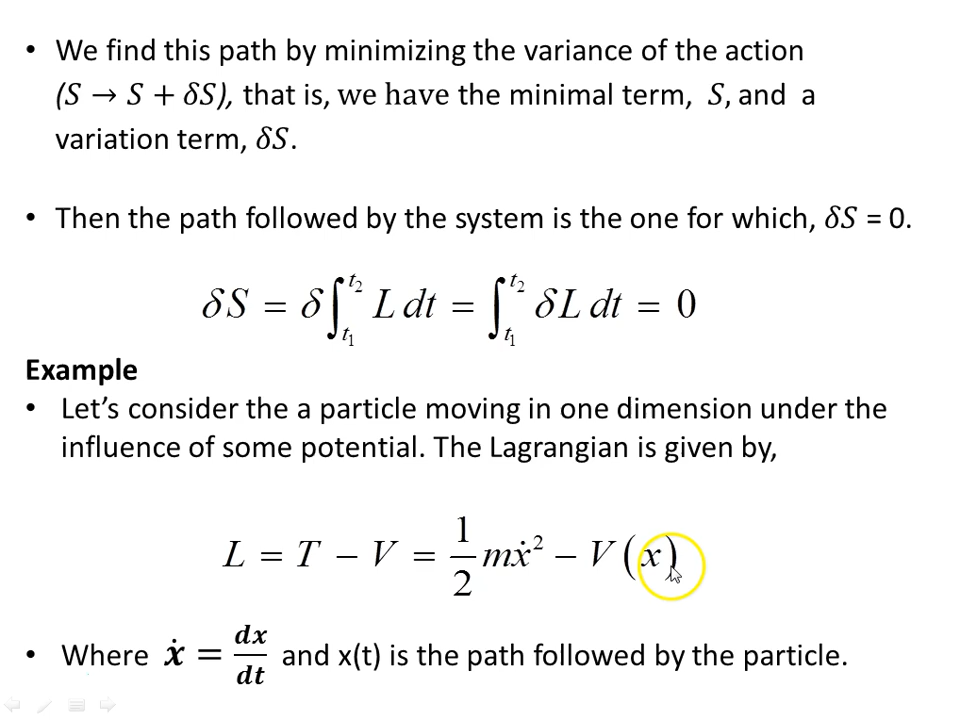 • We find this path by minimizing the variance of the action
(S → S + δS), that is, we have the minimal term, S, and a
variation term, δS.
• Then the path followed by the system is the one for which, δS = 0.
δS = δ∫_{t₁}^{t₂} L dt = ∫_{t₁}^{t₂} δL dt = 0
Example
• Let’s consider the a particle moving in one dimension under the
influence of some potential. The Lagrangian is given by,
L = T − V = 1/2 mẋ² − V(x)
• Where ẋ = dx/dt and x(t) is the path followed by the particle.